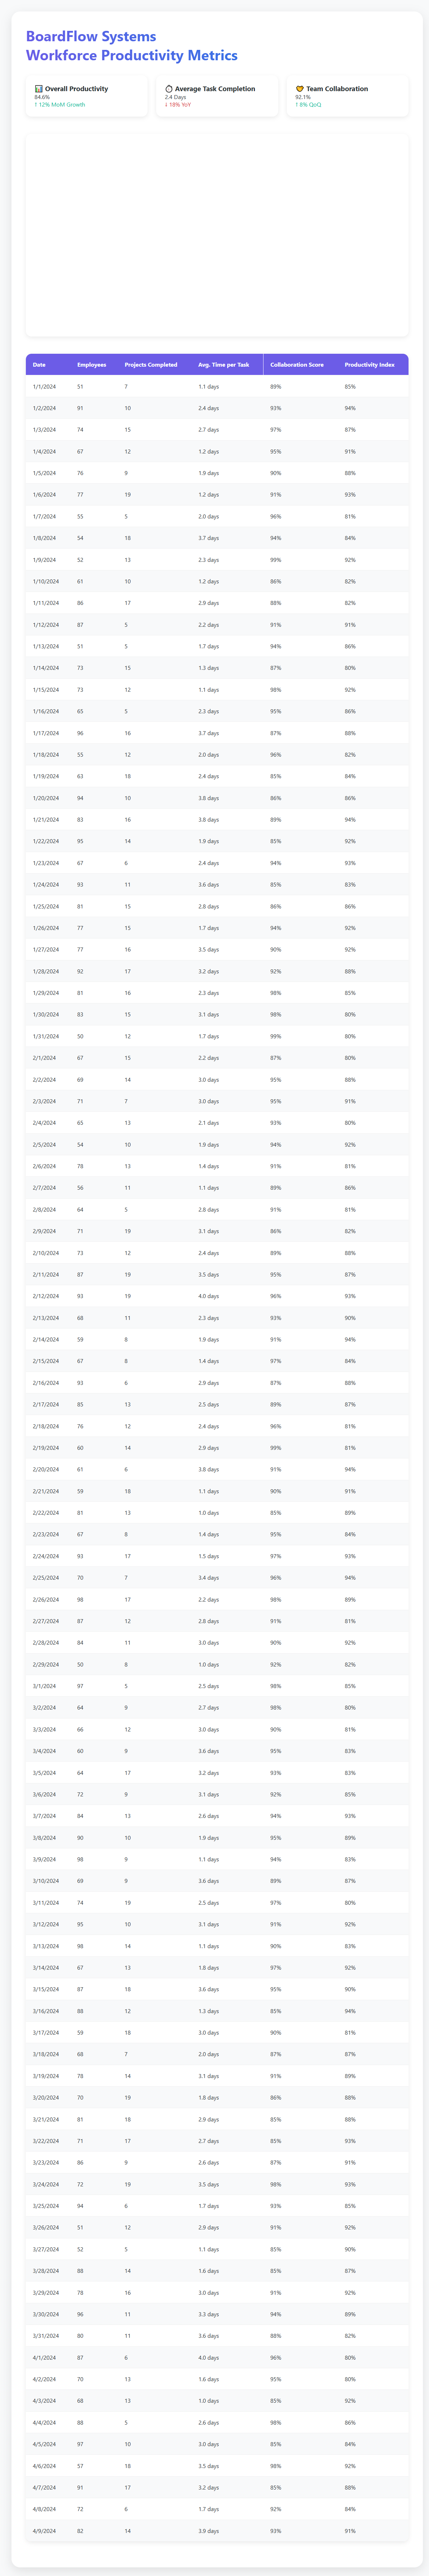 BoardFlow Systems
Workforce Productivity Metrics
📊 Overall Productivity
84.6%
↑ 12% MoM Growth
⏱️ Average Task Completion
2.4 Days
↓ 18% YoY
🤝 Team Collaboration
92.1%
↑ 8% QoQ
Date Employees Projects Completed Avg. Time per Task Collaboration Score Productivity Index
1/1/2024 51 7 1.1 days 89% 85%
1/2/2024 91 10 2.4 days 93% 94%
1/3/2024 74 15 2.7 days 97% 87%
1/4/2024 67 12 1.2 days 95% 91%
1/5/2024 76 9 1.9 days 90% 88%
1/6/2024 77 19 1.2 days 91% 93%
1/7/2024 55 5 2.0 days 96% 81%
1/8/2024 54 18 3.7 days 94% 84%
1/9/2024 52 13 2.3 days 99% 92%
1/10/2024 61 10 1.2 days 86% 82%
1/11/2024 86 17 2.9 days 88% 82%
1/12/2024 87 5 2.2 days 91% 91%
1/13/2024 51 5 1.7 days 94% 86%
1/14/2024 73 15 1.3 days 87% 80%
1/15/2024 73 12 1.1 days 98% 92%
1/16/2024 65 5 2.3 days 95% 86%
1/17/2024 96 16 3.7 days 87% 88%
1/18/2024 55 12 2.0 days 96% 82%
1/19/2024 63 18 2.4 days 85% 84%
1/20/2024 94 10 3.8 days 86% 86%
1/21/2024 83 16 3.8 days 89% 94%
1/22/2024 95 14 1.9 days 85% 92%
1/23/2024 67 6 2.4 days 94% 93%
1/24/2024 93 11 3.6 days 85% 83%
1/25/2024 81 15 2.8 days 86% 86%
1/26/2024 77 15 1.7 days 94% 92%
1/27/2024 77 16 3.5 days 90% 92%
1/28/2024 92 17 3.2 days 92% 88%
1/29/2024 81 16 2.3 days 98% 85%
1/30/2024 83 15 3.1 days 98% 80%
1/31/2024 50 12 1.7 days 99% 80%
2/1/2024 67 15 2.2 days 87% 80%
2/2/2024 69 14 3.0 days 95% 88%
2/3/2024 71 7 3.0 days 95% 91%
2/4/2024 65 13 2.1 days 93% 80%
2/5/2024 54 10 1.9 days 94% 92%
2/6/2024 78 13 1.4 days 91% 81%
2/7/2024 56 11 1.1 days 89% 86%
2/8/2024 64 5 2.8 days 91% 81%
2/9/2024 71 19 3.1 days 86% 82%
2/10/2024 73 12 2.4 days 89% 88%
2/11/2024 87 19 3.5 days 95% 87%
2/12/2024 93 19 4.0 days 96% 93%
2/13/2024 68 11 2.3 days 93% 90%
2/14/2024 59 8 1.9 days 91% 94%
2/15/2024 67 8 1.4 days 97% 84%
2/16/2024 93 6 2.9 days 87% 88%
2/17/2024 85 13 2.5 days 89% 87%
2/18/2024 76 12 2.4 days 96% 81%
2/19/2024 60 14 2.9 days 99% 81%
2/20/2024 61 6 3.8 days 91% 94%
2/21/2024 59 18 1.1 days 90% 91%
2/22/2024 81 13 1.0 days 85% 89%
2/23/2024 67 8 1.4 days 95% 84%
2/24/2024 93 17 1.5 days 97% 93%
2/25/2024 70 7 3.4 days 96% 94%
2/26/2024 98 17 2.2 days 98% 89%
2/27/2024 87 12 2.8 days 91% 81%
2/28/2024 84 11 3.0 days 90% 92%
2/29/2024 50 8 1.0 days 92% 82%
3/1/2024 97 5 2.5 days 98% 85%
3/2/2024 64 9 2.7 days 98% 80%
3/3/2024 66 12 3.0 days 90% 81%
3/4/2024 60 9 3.6 days 95% 83%
3/5/2024 64 17 3.2 days 93% 83%
3/6/2024 72 9 3.1 days 92% 85%
3/7/2024 84 13 2.6 days 94% 93%
3/8/2024 90 10 1.9 days 95% 89%
3/9/2024 98 9 1.1 days 94% 83%
3/10/2024 69 9 3.6 days 89% 87%
3/11/2024 74 19 2.5 days 97% 80%
3/12/2024 95 10 3.1 days 91% 92%
3/13/2024 98 14 1.1 days 90% 83%
3/14/2024 67 13 1.8 days 97% 92%
3/15/2024 87 18 3.6 days 95% 90%
3/16/2024 88 12 1.3 days 85% 94%
3/17/2024 59 18 3.0 days 90% 81%
3/18/2024 68 7 2.0 days 87% 87%
3/19/2024 78 14 3.1 days 91% 89%
3/20/2024 70 19 1.8 days 86% 88%
3/21/2024 81 18 2.9 days 85% 88%
3/22/2024 71 17 2.7 days 85% 93%
3/23/2024 86 9 2.6 days 87% 91%
3/24/2024 72 19 3.5 days 98% 93%
3/25/2024 94 6 1.7 days 93% 85%
3/26/2024 51 12 2.9 days 91% 92%
3/27/2024 52 5 1.1 days 85% 90%
3/28/2024 88 14 1.6 days 85% 87%
3/29/2024 78 16 3.0 days 91% 92%
3/30/2024 96 11 3.3 days 94% 89%
3/31/2024 80 11 3.6 days 88% 82%
4/1/2024 87 6 4.0 days 96% 80%
4/2/2024 70 13 1.6 days 95% 80%
4/3/2024 68 13 1.0 days 85% 92%
4/4/2024 88 5 2.6 days 98% 86%
4/5/2024 97 10 3.0 days 85% 84%
4/6/2024 57 18 3.5 days 98% 92%
4/7/2024 91 17 3.2 days 85% 88%
4/8/2024 72 6 1.7 days 92% 84%
4/9/2024 82 14 3.9 days 93% 91%